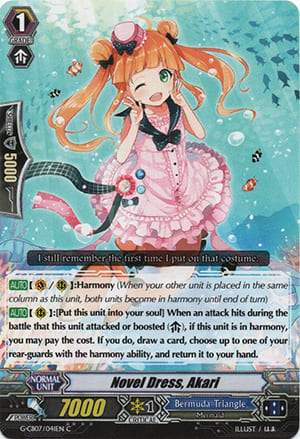 1
GRADE
SHIELD
5000
I still remember the first time I put on that costume.
AUTO [ / ]:Harmony (When your other unit is placed in the same
column as this unit, both units become in harmony until end of turn)
AUTO [ ]:[Put this unit into your soul] When an attack hits during the
battle that this unit attacked or boosted ( ), if this unit is in harmony,
you may pay the cost. If you do, draw a card, choose up to one of your
rear-guards with the harmony ability, and return it to your hand.
NORMAL
UNIT
Novel Dress, Akari
POWER
7000
1
CRITICAL
Bermuda Triangle
Mermaid
G-CB07/041EN C
ILLUST /